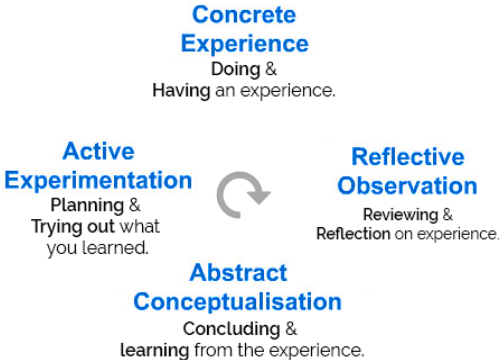 Concrete
Experience
Doing &
Having an experience.
Active
Experimentation
Planning &
Trying out what
you learned.
Reflective
Observation
Reviewing &
Reflection on experience.
Abstract
Conceptualisation
Concluding &
learning from the experience.